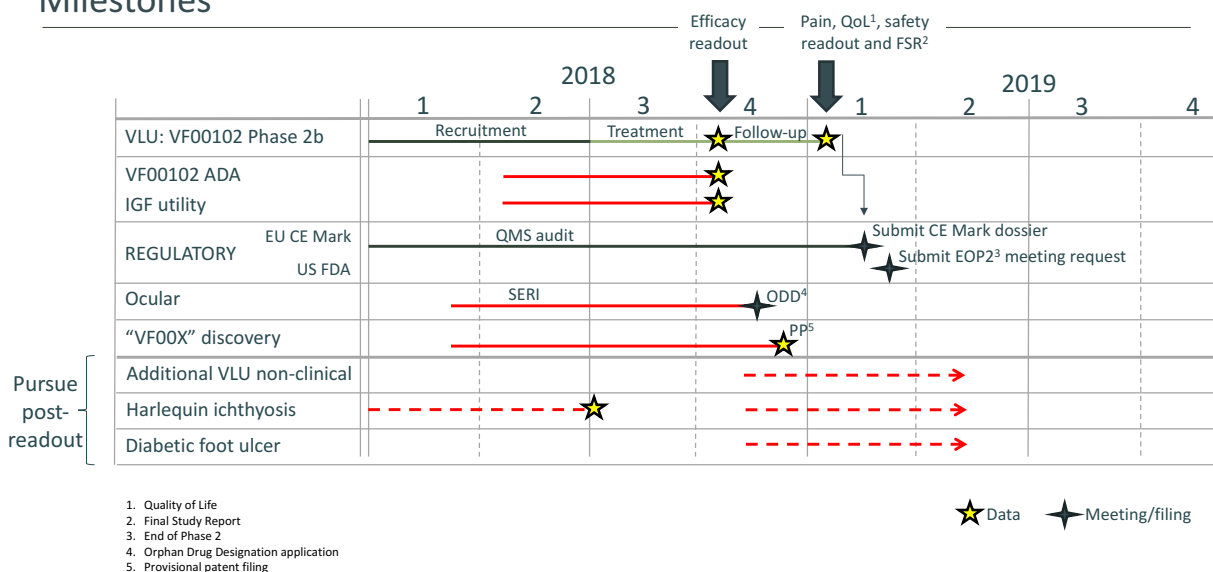 Milestones
Efficacy
readout
Pain, QoL¹, safety
readout and FSR²
2018
2019
1 2 3 4 1 2 3 4
VLU: VF00102 Phase 2b
Recruitment
Treatment
Follow-up
VF00102 ADA
IGF utility
REGULATORY
EU CE Mark
US FDA
QMS audit
Submit CE Mark dossier
Submit EOP2³ meeting request
Ocular
SERI
ODD⁴
“VF00X” discovery
PP⁵
Pursue
post-
readout
Additional VLU non-clinical
Harlequin ichthyosis
Diabetic foot ulcer
1. Quality of Life
2. Final Study Report
3. End of Phase 2
4. Orphan Drug Designation application
5. Provisional patent filing
Data
Meeting/filing